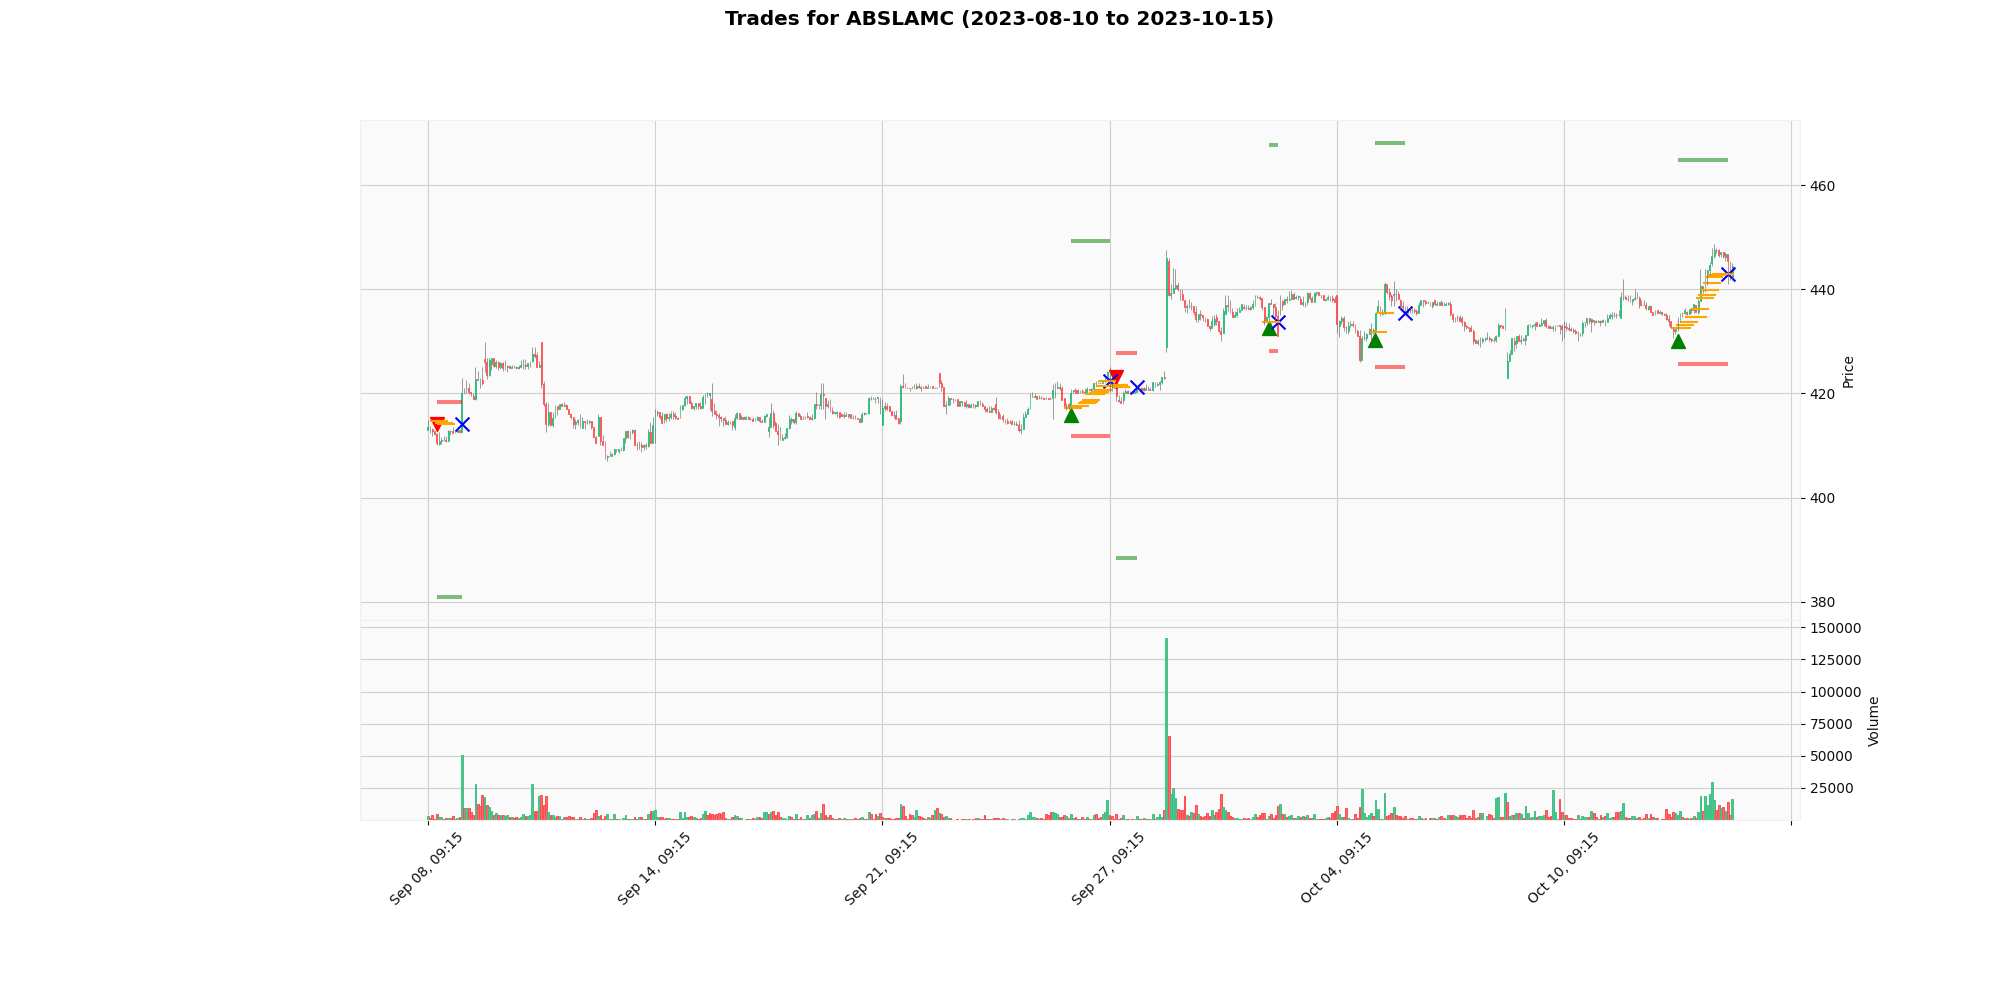 Trades for ABSLAMC (2023-08-10 to 2023-10-15)
460
440
420
400
380
Price
150000
125000
100000
75000
50000
25000
Volume
Sep 08, 09:15
Sep 14, 09:15
Sep 21, 09:15
Sep 27, 09:15
Oct 04, 09:15
Oct 10, 09:15